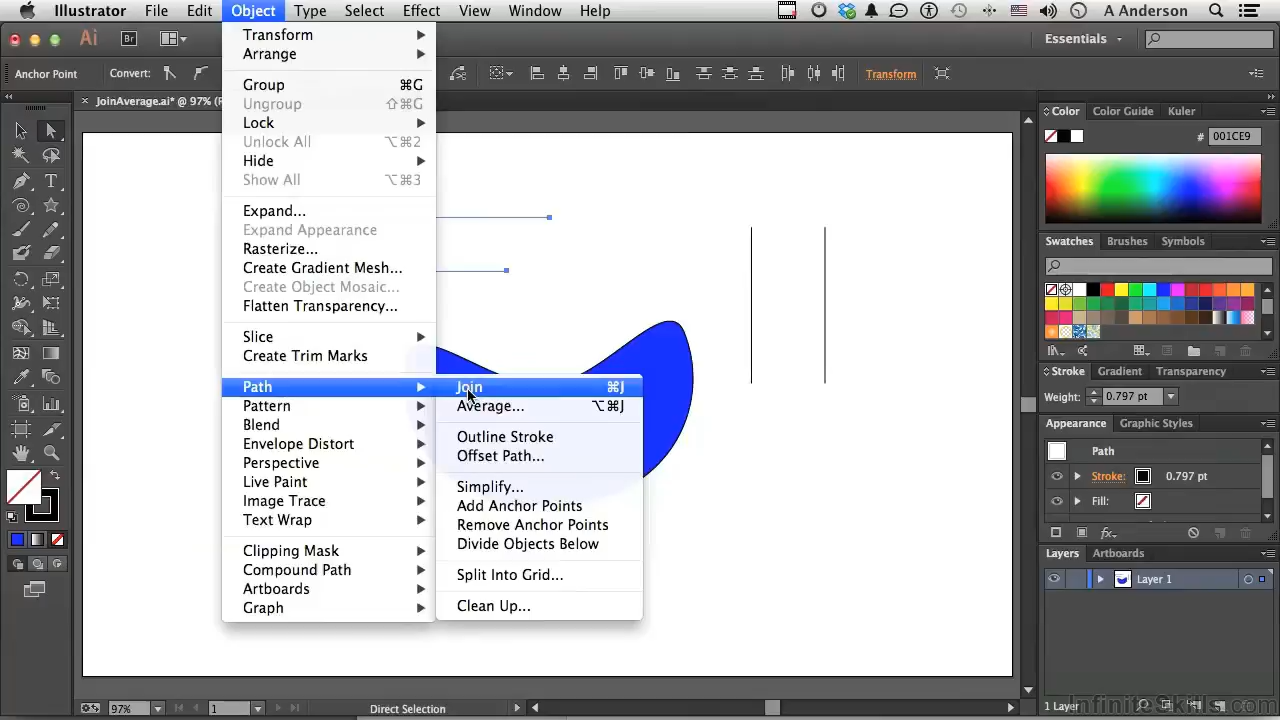 Illustrator File Edit Object Type Select Effect View Window Help A Anderson
Ai Br Essentials
Anchor Point Convert: Transform
JoinAverage.ai* @ 97%
Transform
Arrange
Group ⌘G
Ungroup ⇧⌘G
Lock
Unlock All ⌥⌘2
Hide
Show All ⌥⌘3
Expand...
Expand Appearance
Rasterize...
Create Gradient Mesh...
Create Object Mosaic...
Flatten Transparency...
Slice
Create Trim Marks
Path
Pattern
Blend
Envelope Distort
Perspective
Live Paint
Image Trace
Text Wrap
Clipping Mask
Compound Path
Artboards
Graph
Join ⌘J
Average... ⌥⌘J
Outline Stroke
Offset Path...
Simplify...
Add Anchor Points
Remove Anchor Points
Divide Objects Below
Split Into Grid...
Clean Up...
Color Color Guide Kuler
# 001CE9
Swatches Brushes Symbols
Stroke Gradient Transparency
Weight: 0.797 pt
Appearance Graphic Styles
Path
Stroke: 0.797 pt
Fill:
fx
Layers Artboards
Layer 1
1 Layer
97% 1 Direct Selection
InfiniteSkills.com